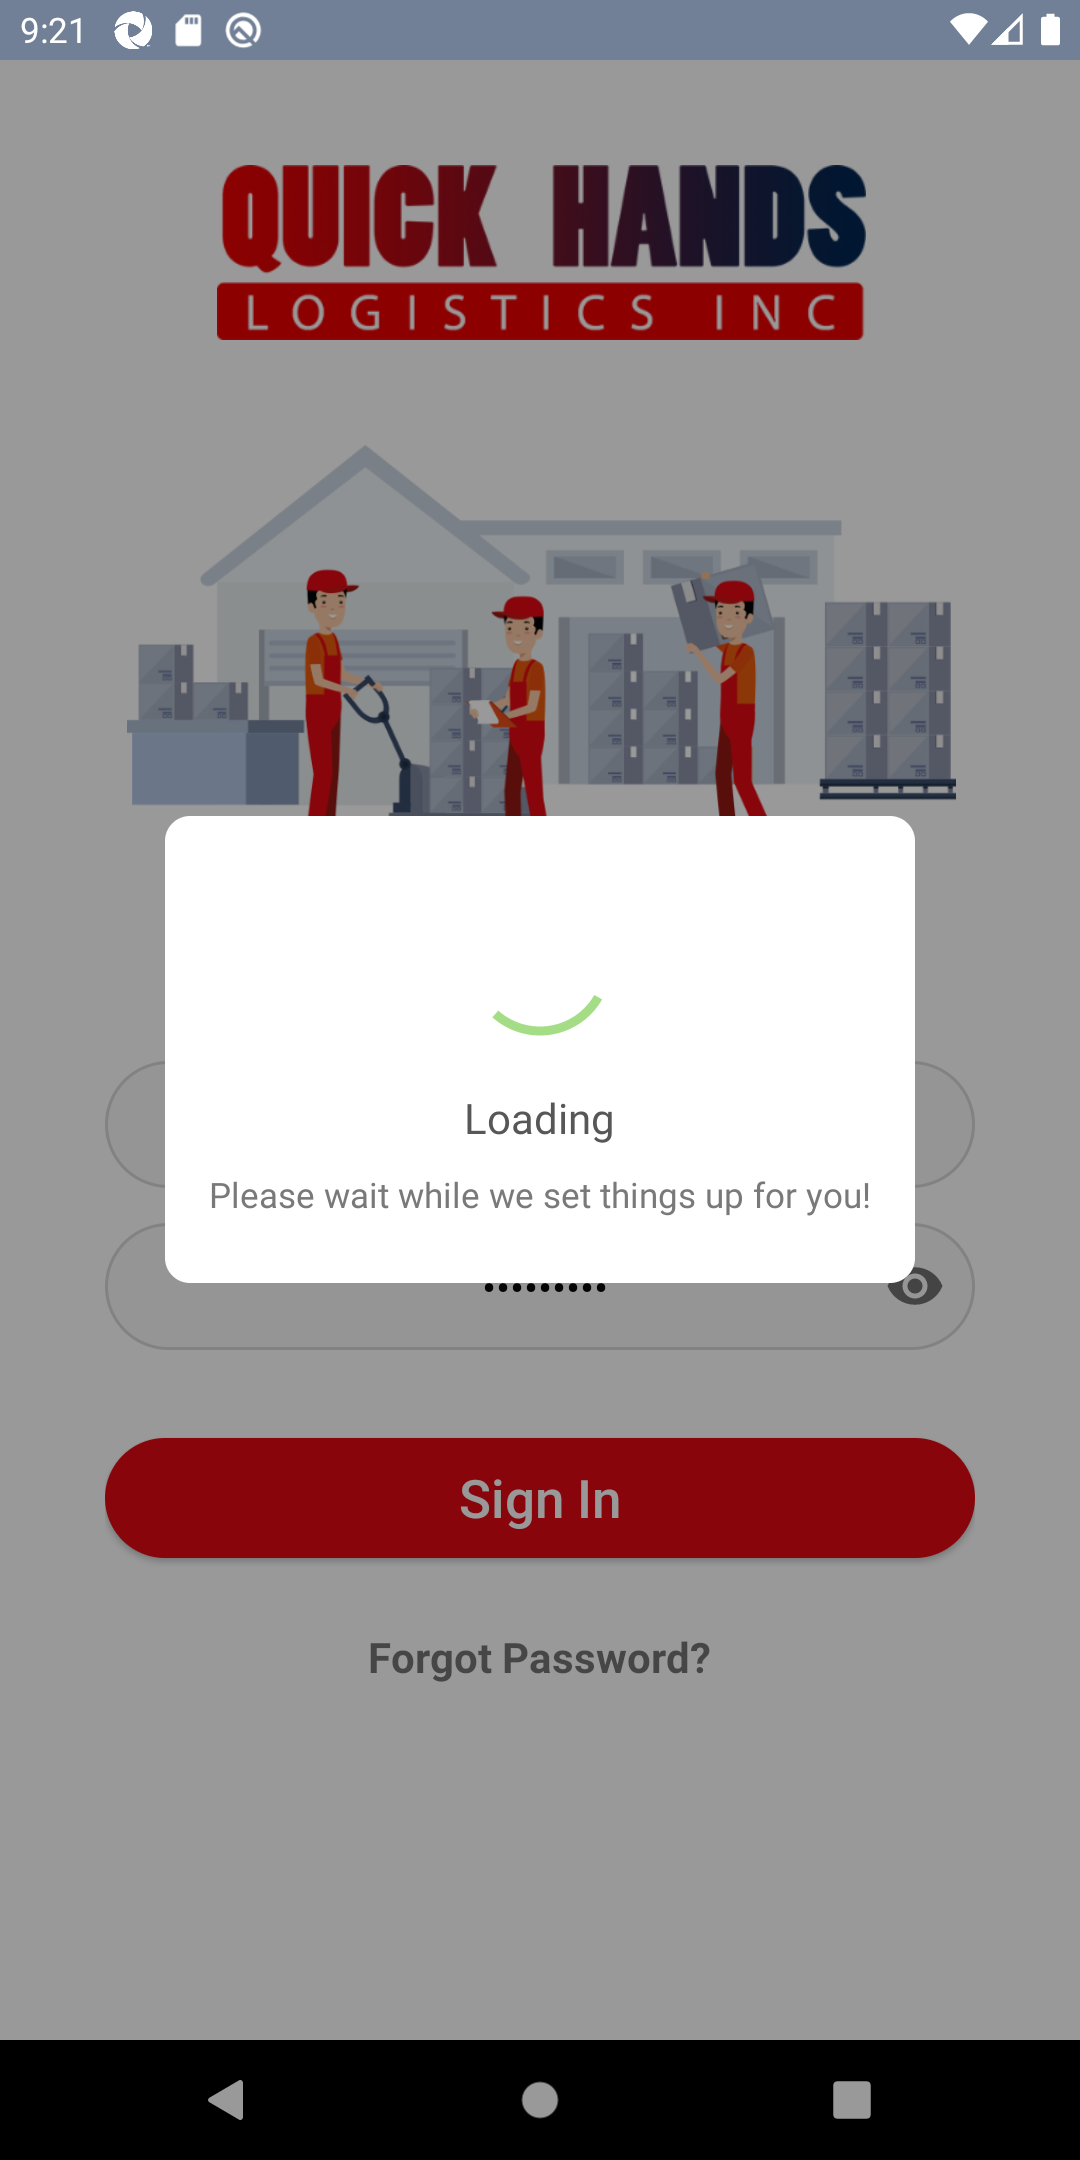 9:21
QUICK HANDS
LOGISTICS INC
Loading
Please wait while we set things up for you!
•••••••••
Sign In
Forgot Password?